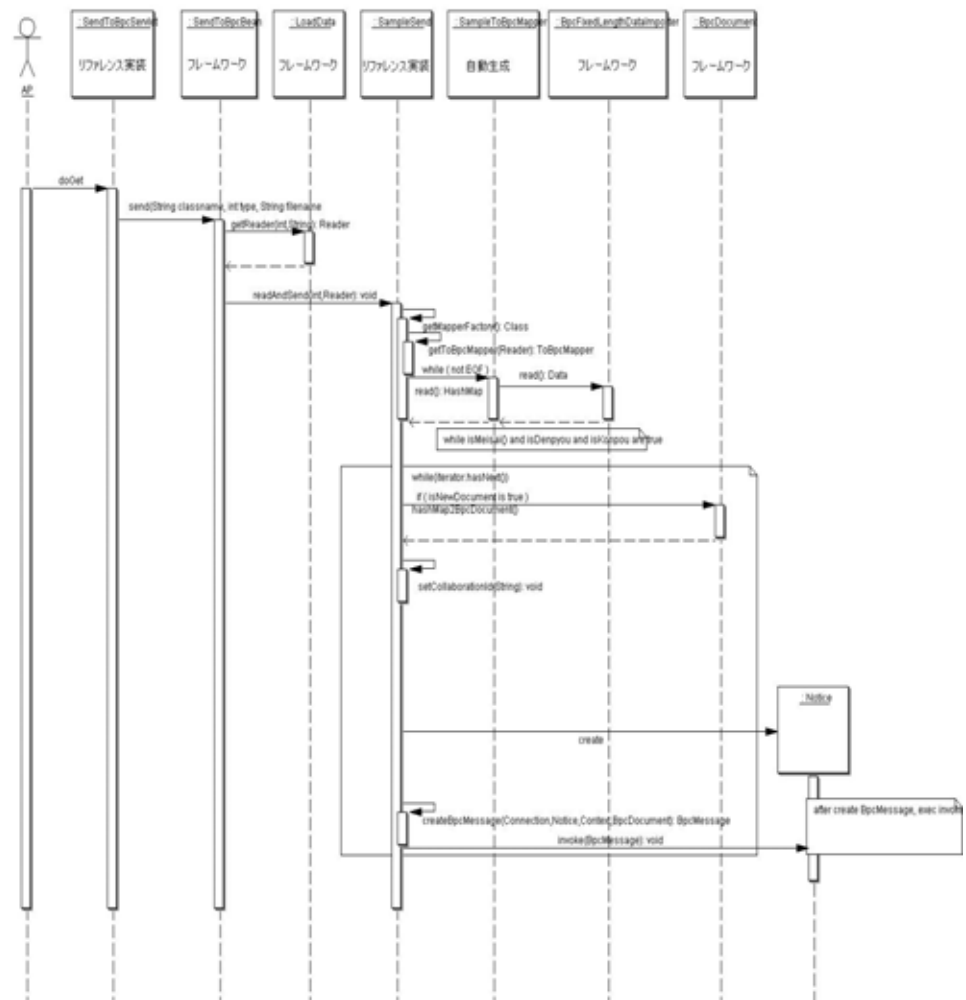 :SendToBpcServlet
リファレンス実装
:SendToBpcBean
フレームワーク
:LoadData
フレームワーク
:SampleSend
リファレンス実装
:SampleToBpcMapper
自動生成
:BpcFixedLengthDataImporter
フレームワーク
:BpcDocument
フレームワーク
AP
doGet
send(String classname, int type, String filename
getReader(int,String): Reader
readAndSend(int,Reader): void
getMapperFactory(): Class
getToBpcMapper(Reader): ToBpcMapper
while ( not EOF )
read(): Data
read(): HashMap
while isMeisai() and isDenpyou and isKonpou are true
while(iterator.hasNext())
if ( isNewDocument is true )
hashMap2BpcDocument()
setCollaborationId(String): void
:Notice
create
after create BpcMessage, exec invoke
createBpcMessage(Connection,Notice,Context,BpcDocument): BpcMessage
invoke(BpcMessage): void